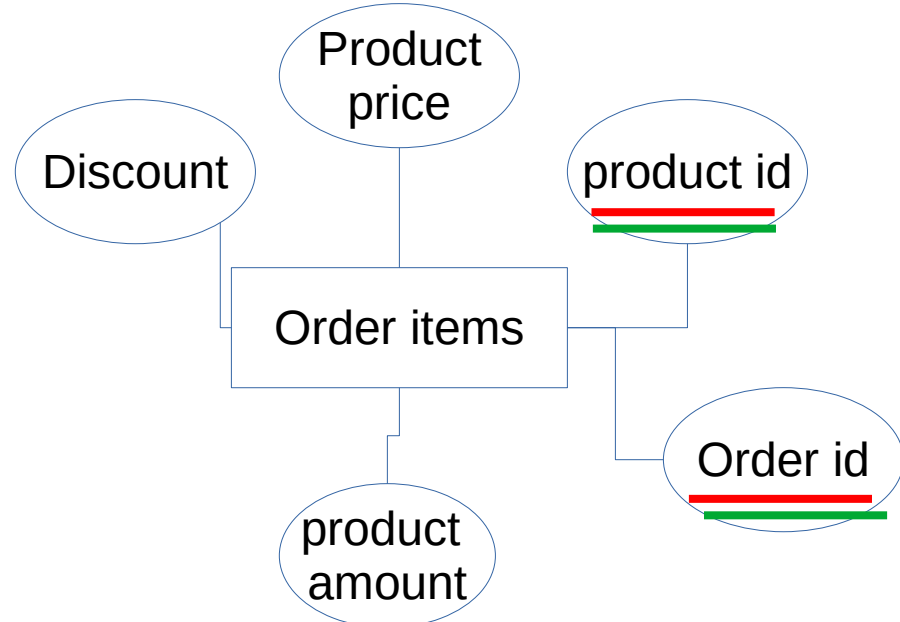 Product
price
Discount
product id
Order items
Order id
product
amount